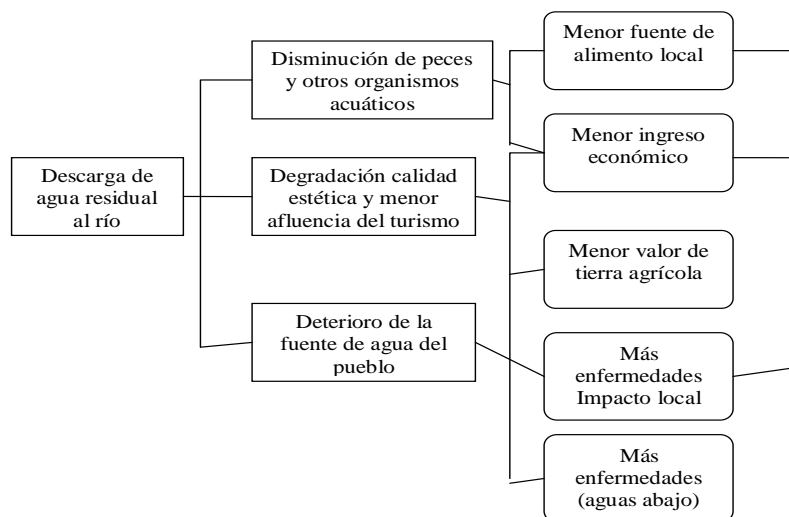 Descarga de
agua residual
al río
Disminución de peces
y otros organismos
acuáticos
Degradación calidad
estética y menor
afluencia del turismo
Deterioro de la
fuente de agua del
pueblo
Menor fuente de
alimento local
Menor ingreso
económico
Menor valor de
tierra agrícola
Más
enfermedades
Impacto local
Más
enfermedades
(aguas abajo)